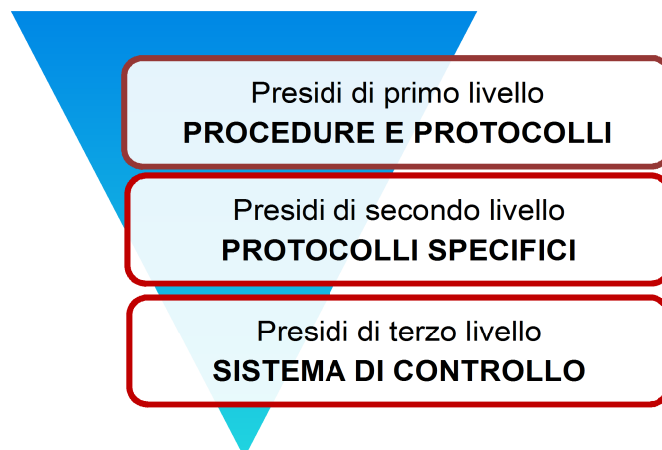 Presidi di primo livello
PROCEDURE E PROTOCOLLI
Presidi di secondo livello
PROTOCOLLI SPECIFICI
Presidi di terzo livello
SISTEMA DI CONTROLLO